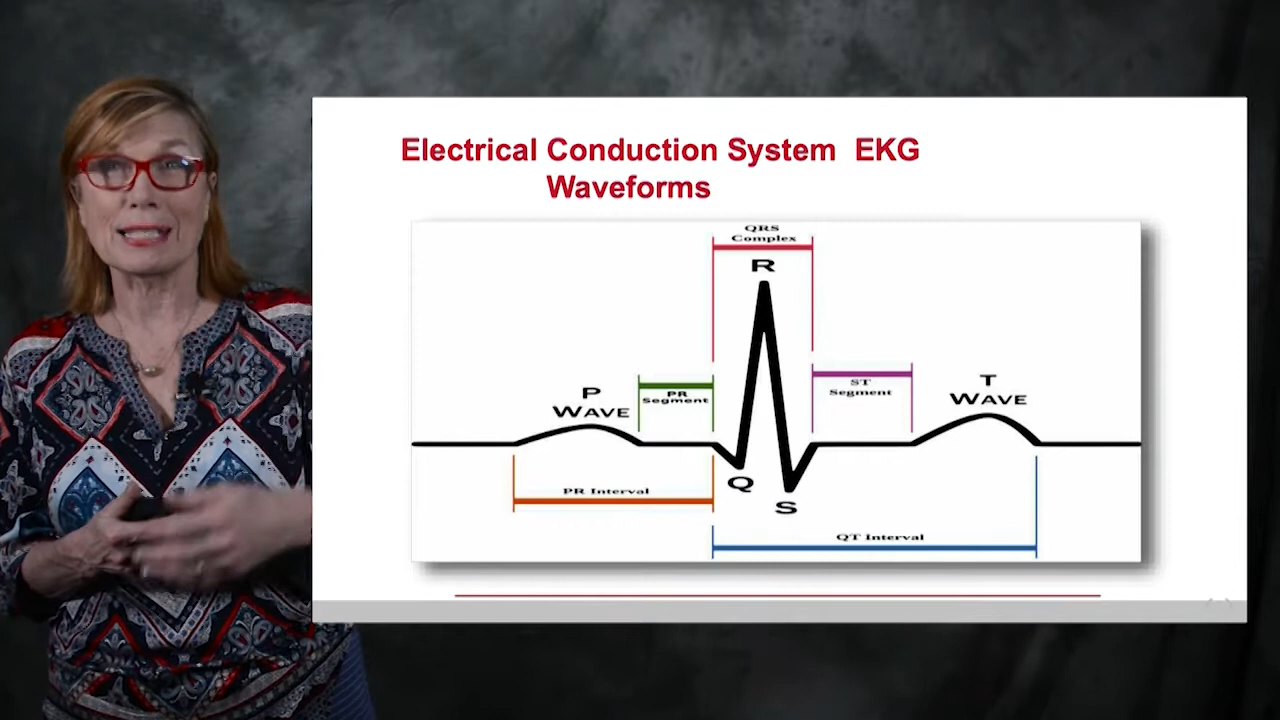 Electrical Conduction System EKG
Waveforms
QRS
Complex
R
P
WAVE
PR
Segment
ST
Segment
T
WAVE
Q
S
PR Interval
QT Interval